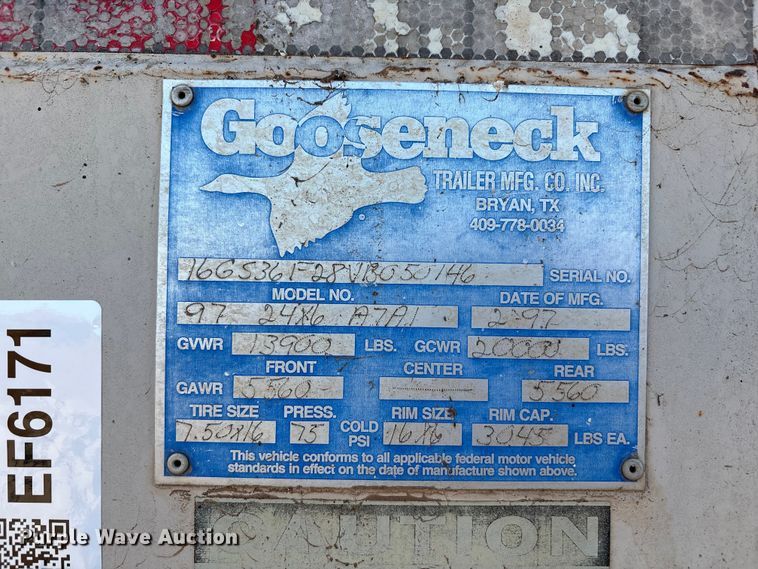 Gooseneck
TRAILER MFG. CO. INC.
BRYAN, TX
409-778-0034
16GS361F28VB050146 SERIAL NO.
MODEL NO. DATE OF MFG.
97 24X6 A7A1 2-97
GVWR 13900 LBS. GCWR 20000 LBS.
FRONT CENTER REAR
GAWR 5560- 5560
TIRE SIZE PRESS. RIM SIZE RIM CAP.
7.50X16 75 COLD PSI 16X6 3045 LBS EA.
This vehicle conforms to all applicable federal motor vehicle
standards in effect on the date of manufacture shown above.
CAUTION
EF6171
Purple Wave Auction